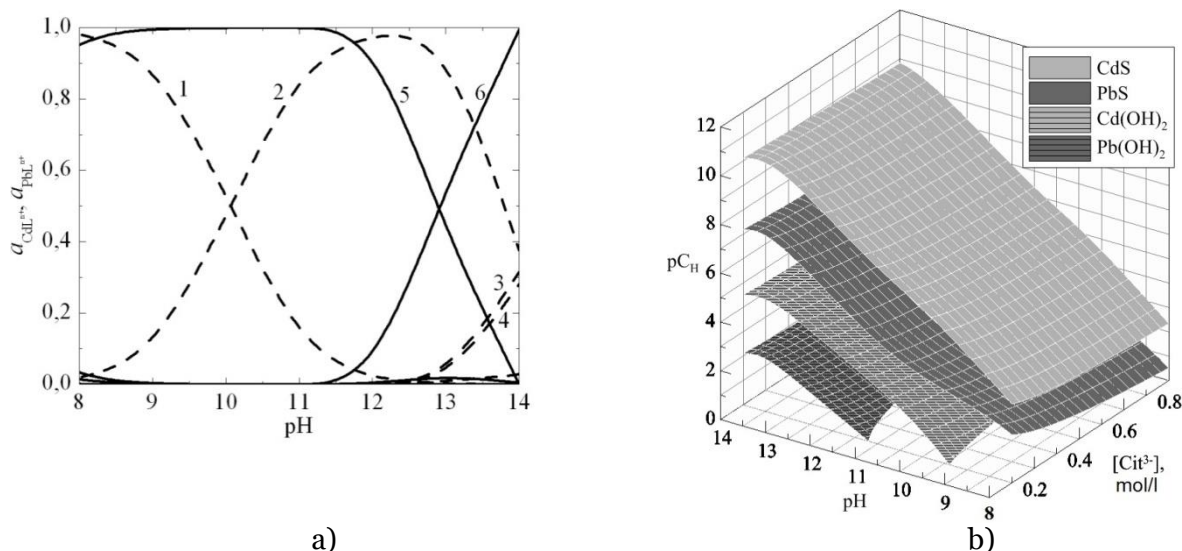 1,0
0,8
0,6
0,4
0,2
0,0
a_CdLⁿ⁺, a_PbLⁿ⁺
1
2
5
6
3
4
8 9 10 11 12 13 14
pH
a)
CdS
PbS
Cd(OH)₂
Pb(OH)₂
12
10
8
6
4
2
0
pC_H
14 13 12 11 10 9 8
pH
0.2 0.4 0.6 0.8
[Cit³⁻],
mol/l
b)